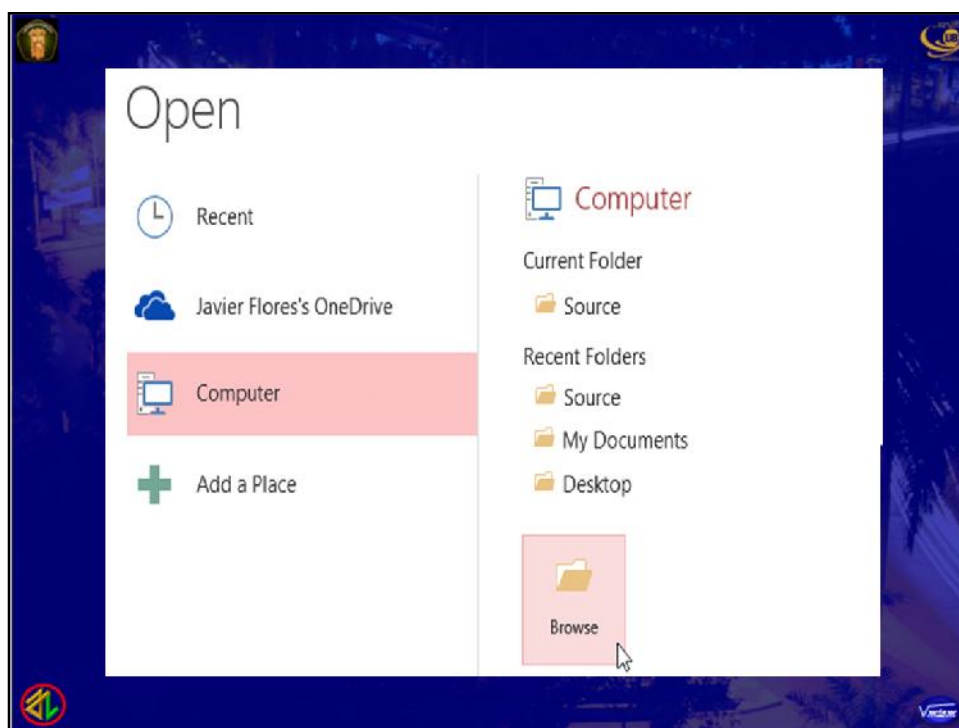 Open
Recent
Javier Flores's OneDrive
Computer
Add a Place
Computer
Current Folder
Source
Recent Folders
Source
My Documents
Desktop
Browse
UB